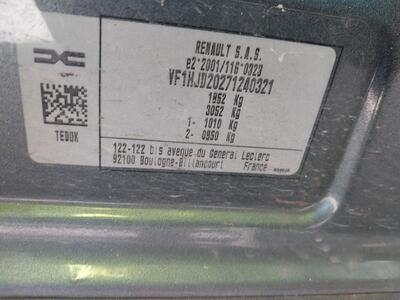 RENAULT S.A.S.
e2*2001/116*0323
VF1HJD20271240321
1952 Kg
3052 Kg
1- 1010 Kg
2- 0950 Kg
TEDOK
122-122 bis avenue du General Leclerc
92100 Boulogne-Billancourt France